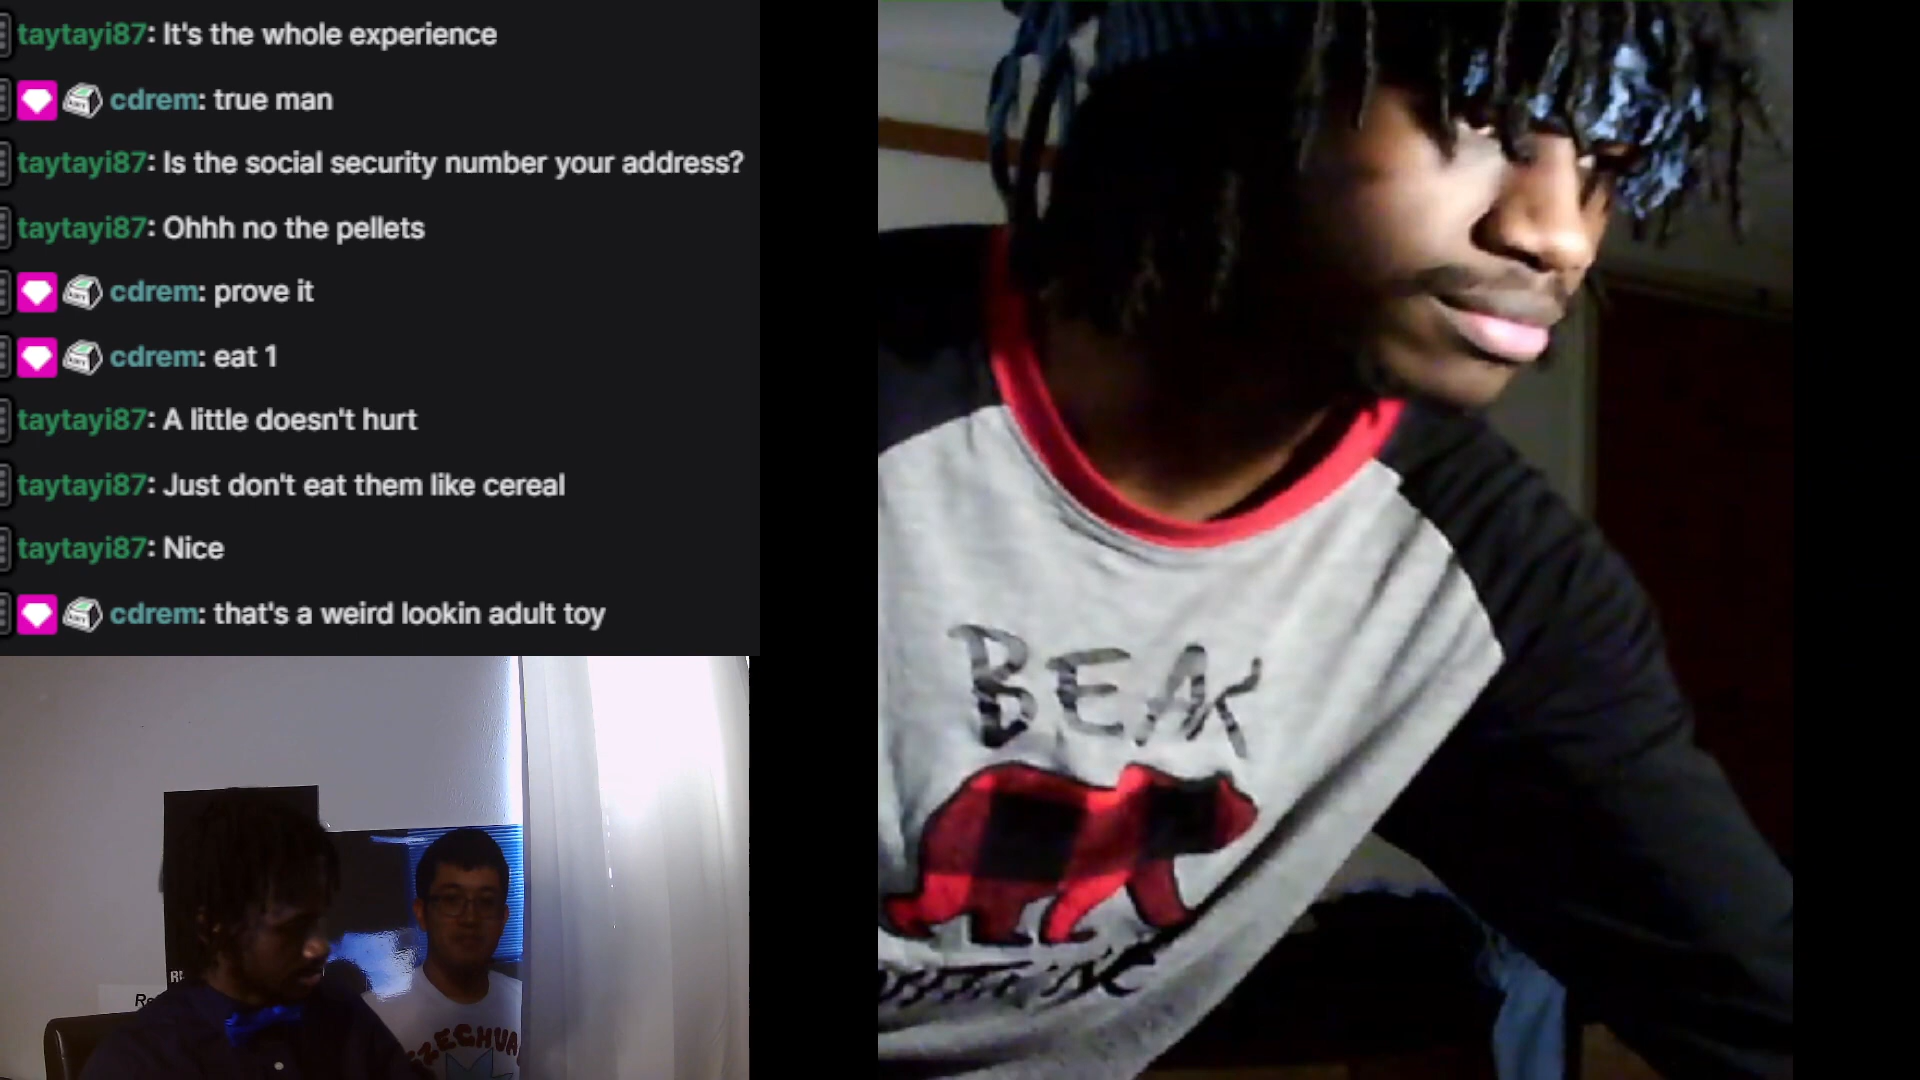 taytayi87: It's the whole experience
cdrem: true man
taytayi87: Is the social security number your address?
taytayi87: Ohhh no the pellets
cdrem: prove it
cdrem: eat 1
taytayi87: A little doesn't hurt
taytayi87: Just don't eat them like cereal
taytayi87: Nice
cdrem: that's a weird lookin adult toy
BEAR